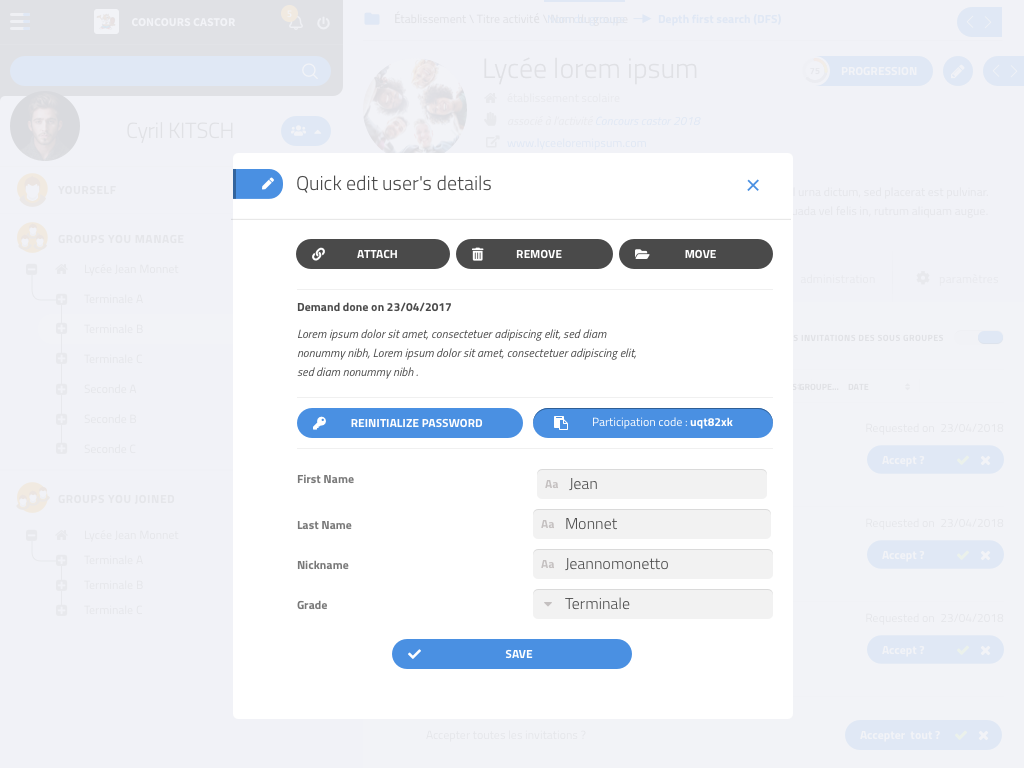 CONCOURS CASTOR
Établissement \ Titre activité \ Nom du groupe
Depth first search (DFS)
Lycée lorem ipsum
PROGRESSION
établissement scolaire
associé à l'activité Concours castor 2018
www.lyceeloremipsum.com
Cyril KITSCH
YOURSELF
GROUPS YOU MANAGE
Lycée Jean Monnet
Terminale A
Terminale B
Terminale C
Seconde A
Seconde B
Seconde C
GROUPS YOU JOINED
Lycée Jean Monnet
Terminale A
Terminale B
Terminale C
Quick edit user's details
ATTACH
REMOVE
MOVE
Demand done on 23/04/2017
Lorem ipsum dolor sit amet, consectetuer adipiscing elit, sed diam
nonummy nibh, Lorem ipsum dolor sit amet, consectetuer adipiscing elit,
sed diam nonummy nibh .
REINITIALIZE PASSWORD
Participation code : uqt82xk
First Name
Aa Jean
Last Name
Aa Monnet
Nickname
Aa Jeannomonetto
Grade
Terminale
SAVE
urna dictum, sed placerat est pulvinar.
vel felis in, rutrum aliquam augue.
administration
paramètres
INVITATIONS DES SOUS GROUPES
DATE
Requested on 23/04/2018
Accept ?
Requested on 23/04/2018
Accept ?
Requested on 23/04/2018
Accept ?
Accepter toutes les invitations ?
Accepter tout ?